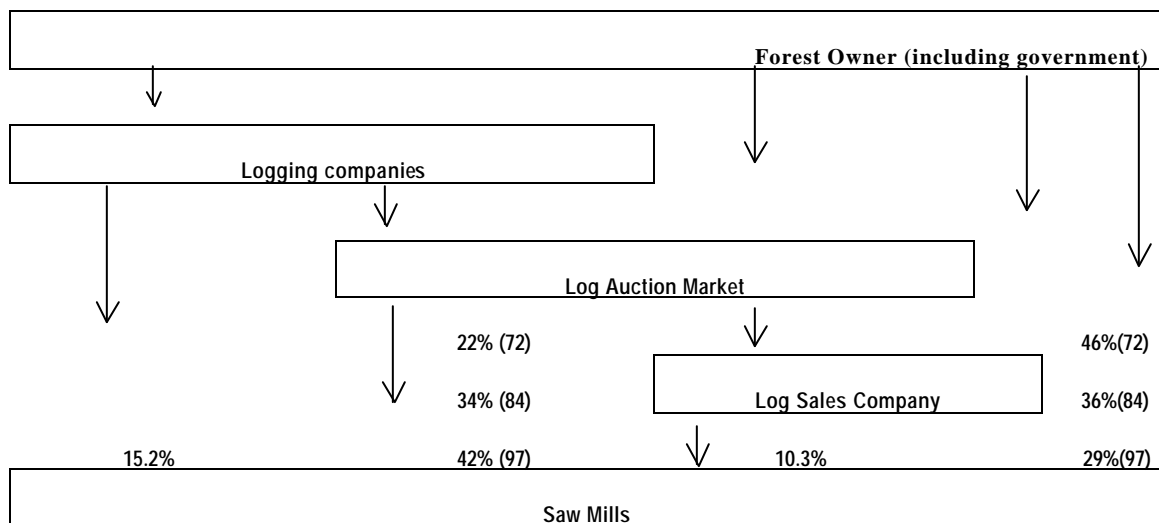 Forest Owner (including government)
Logging companies
Log Auction Market
22% (72)
46%(72)
34% (84)
Log Sales Company
36%(84)
15.2%
42% (97)
10.3%
29%(97)
Saw Mills